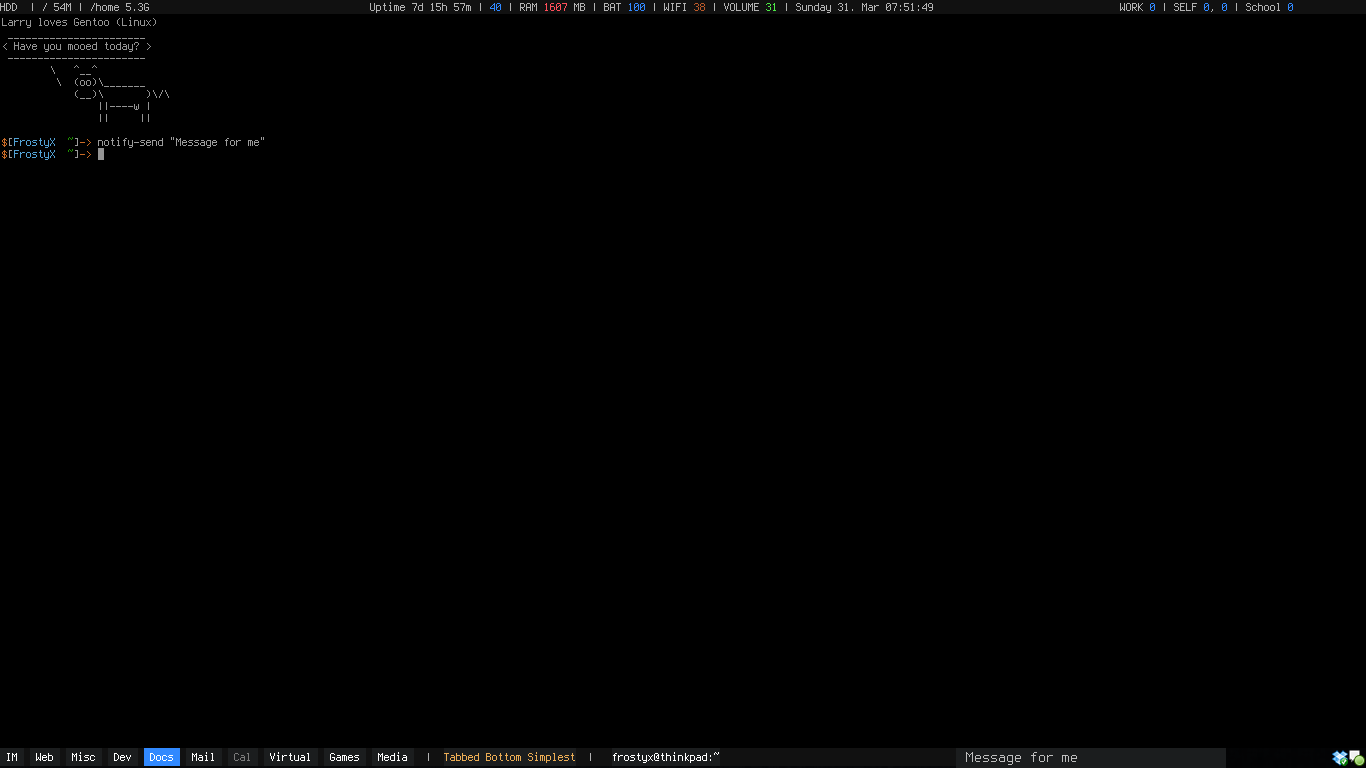 HDD | / 54M | /home 5.3G Uptime 7d 15h 57m | 40 | RAM 1607 MB | BAT 100 | WIFI 38 | VOLUME 31 | Sunday 31. Mar 07:51:49 WORK 0 | SELF 0, 0 | School 0
Larry loves Gentoo (Linux)
 _______________________
< Have you mooed today? >
 -----------------------
        \   ^__^
         \  (oo)\_______
            (__)\       )\/\
                ||----w |
                ||     ||
$[FrostyX ~]-> notify-send "Message for me"
$[FrostyX ~]->
IM Web Misc Dev Docs Mail Cal Virtual Games Media | Tabbed Bottom Simplest | frostyx@thinkpad:~ Message for me